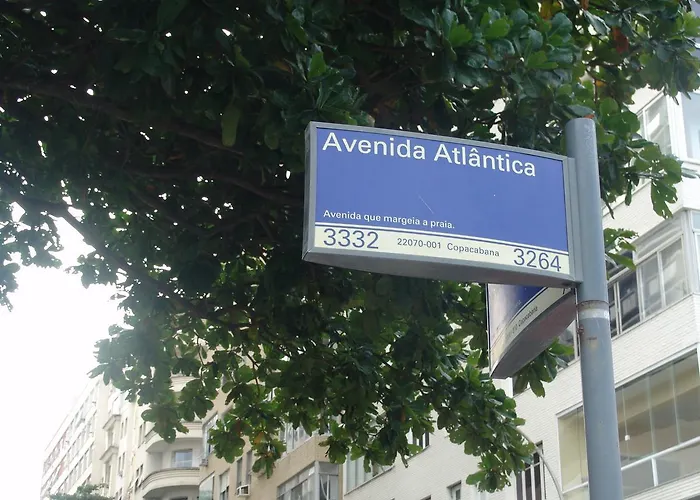 Avenida Atlântica
Avenida que margeia a praia.
3332 22070-001 Copacabana 3264